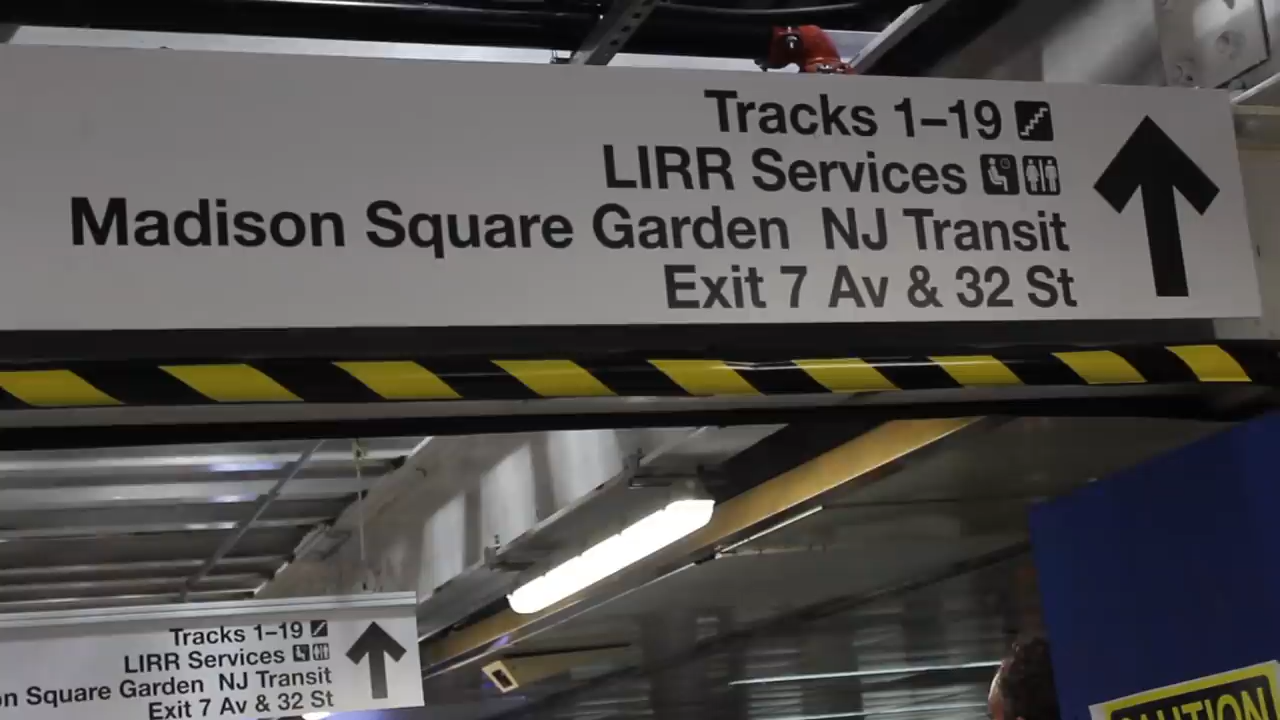 Tracks 1–19
LIRR Services
Madison Square Garden NJ Transit
Exit 7 Av & 32 St
Tracks 1–19
LIRR Services
on Square Garden NJ Transit
Exit 7 Av & 32 St
CAUTION